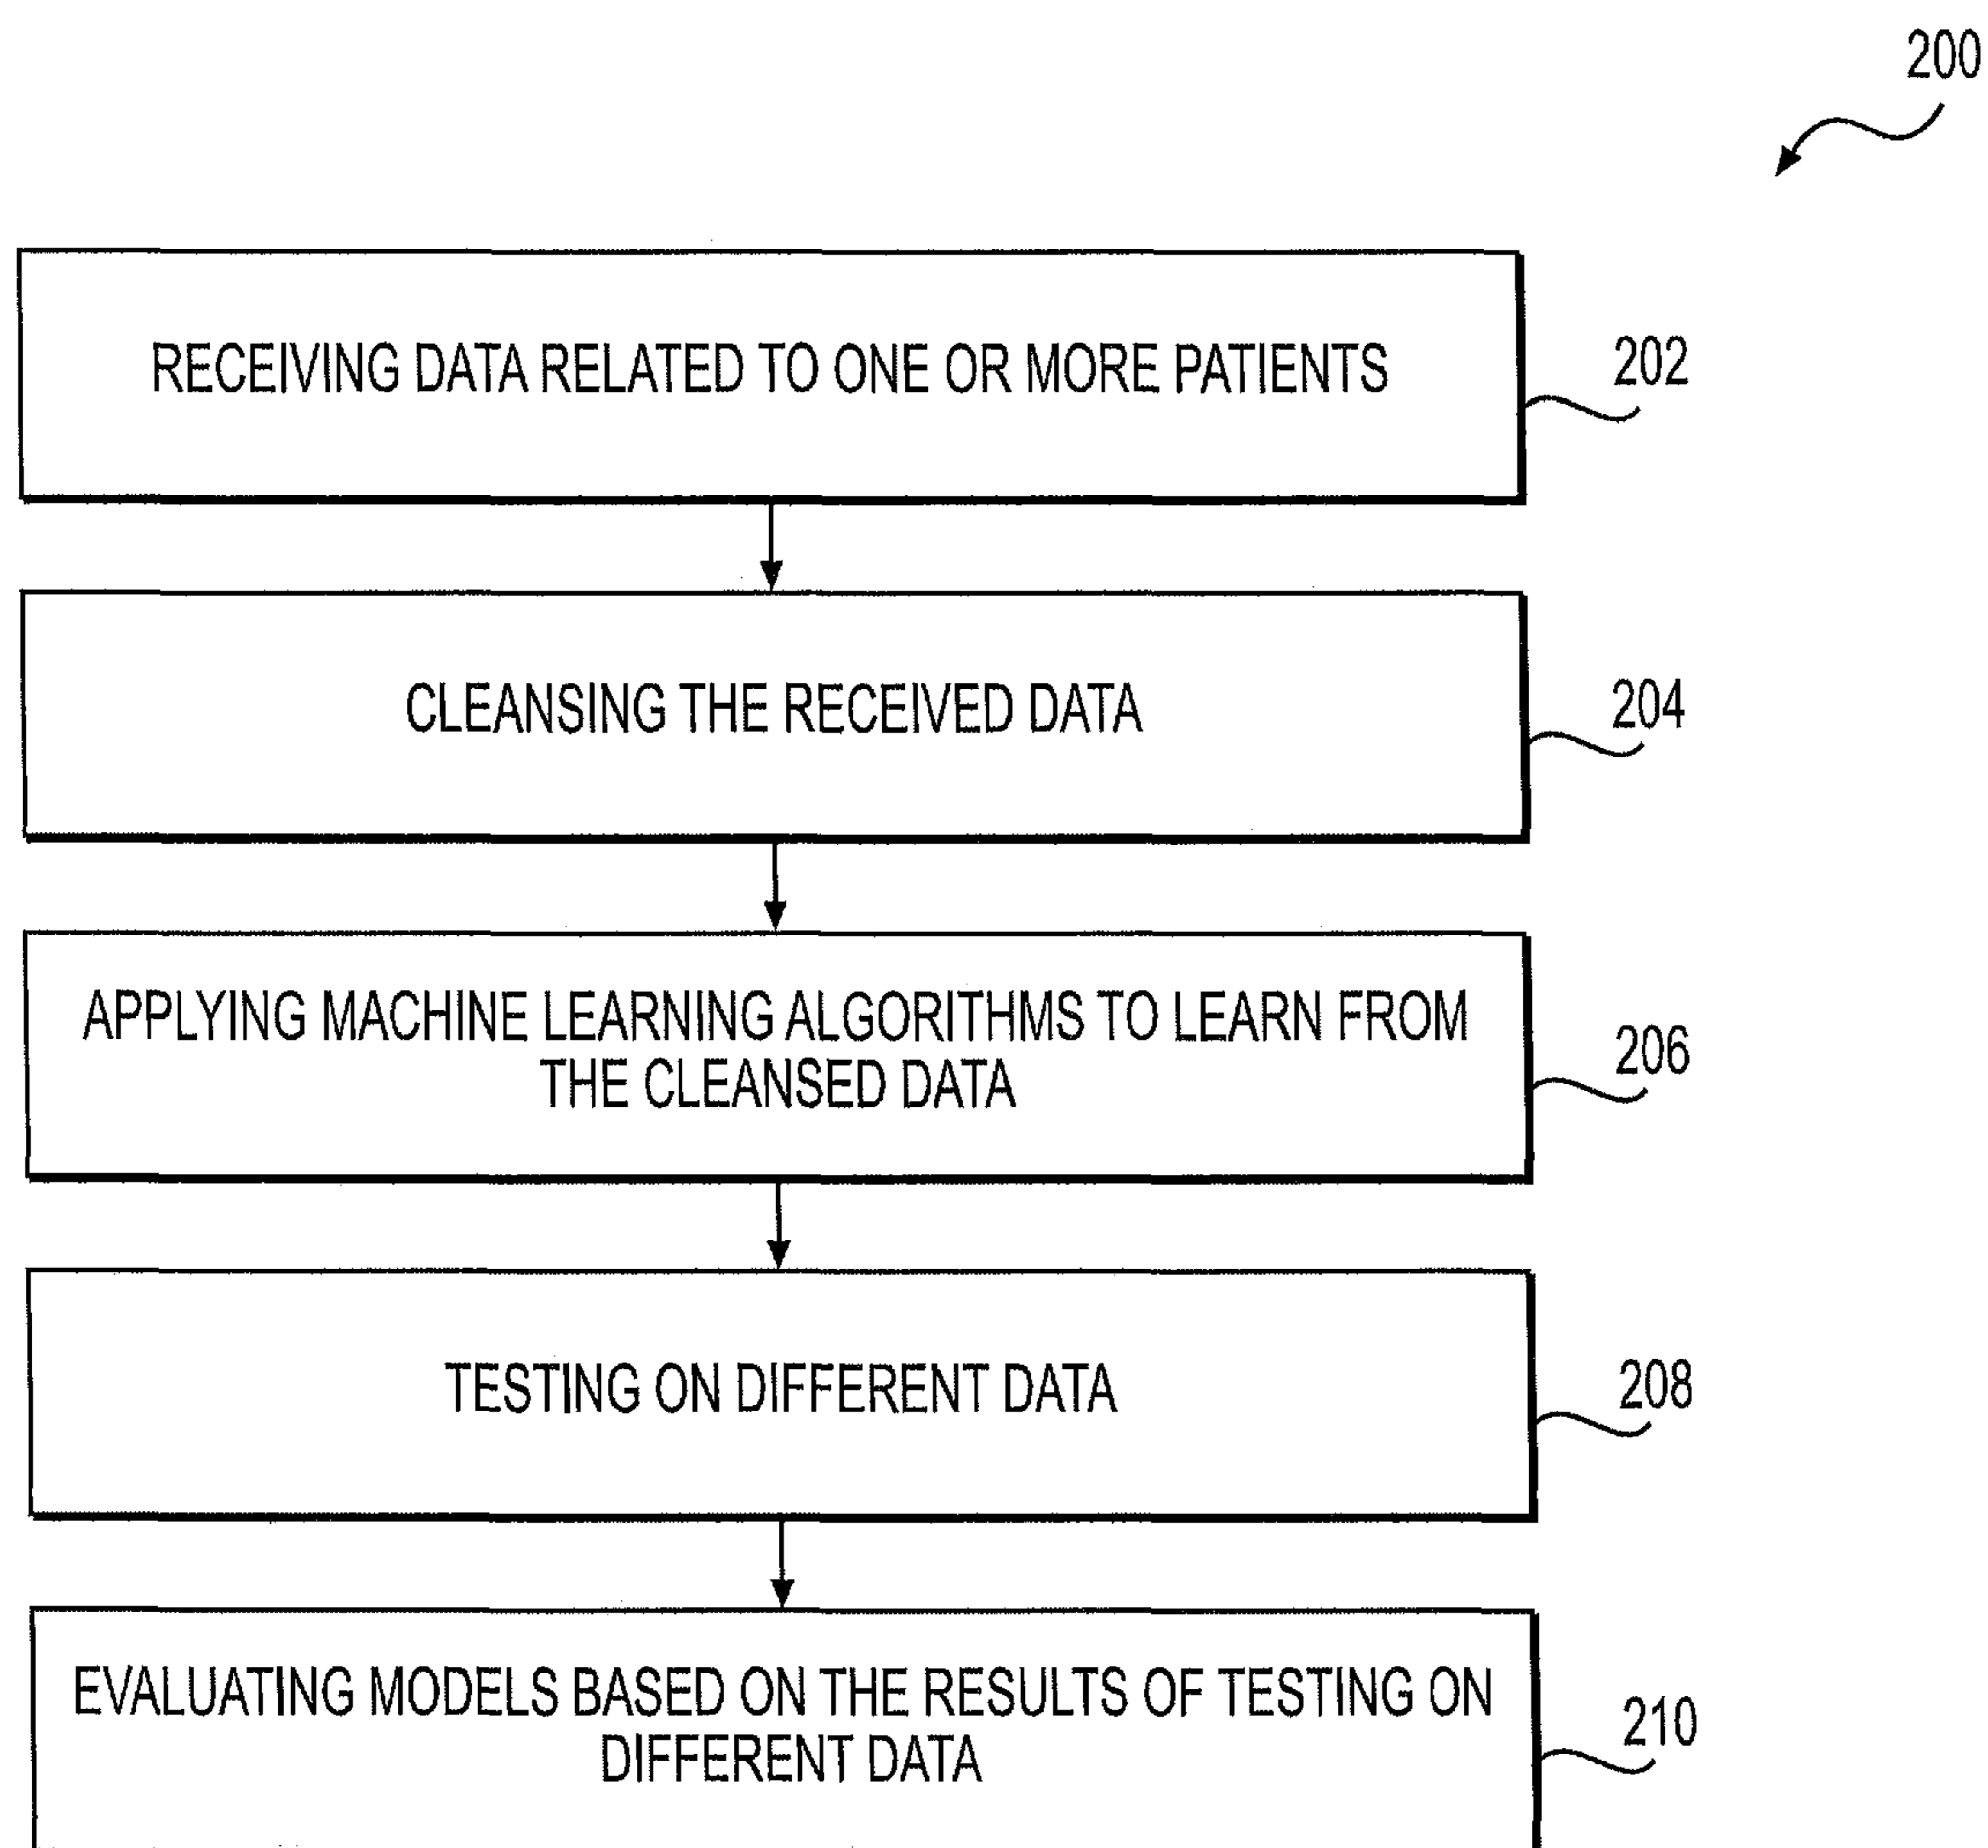 200
RECEIVING DATA RELATED TO ONE OR MORE PATIENTS
202
CLEANSING THE RECEIVED DATA
204
APPLYING MACHINE LEARNING ALGORITHMS TO LEARN FROM
THE CLEANSED DATA
206
TESTING ON DIFFERENT DATA
208
EVALUATING MODELS BASED ON THE RESULTS OF TESTING ON
DIFFERENT DATA
210